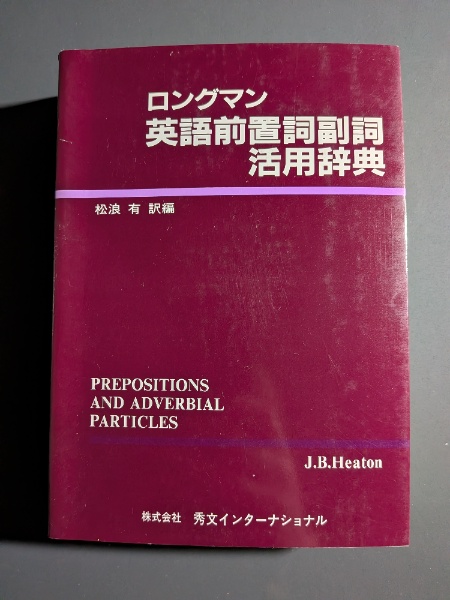 ロングマン
英語前置詞副詞
活用辞典
松浪 有 訳編
PREPOSITIONS
AND ADVERBIAL
PARTICLES
J.B.Heaton
株式会社 秀文インターナショナル